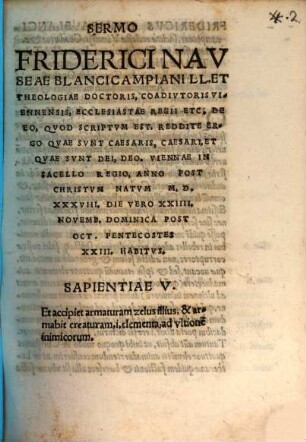 *.2.
SERMO
FRIDERICI NAV
SEAE BLANCICAMPIANI LL. ET
THEOLOGIAE DOCTORIS, COADIVTORIS VI
ENNENSIS, ECCLESIASTAE REGII ETC, DE
EO, QVOD SCRIPTVM EST. REDDITE ER
GO QVAE SVNT CAESARIS, CAESARI, ET
QVAE SVNT DEI, DEO. VIENNAE IN
SACELLO REGIO, ANNO POST
CHRISTVM NATVM M. D.
XXXVIII. DIE VERO XXIIII.
NOVEMB. DOMINICA POST
OCT. PENTECOSTES
XXIII. HABITVS.
SAPIENTIAE V.
Et accipiet armaturam zelus illius, & ar
mabit creaturam, i. elementa, ad vltionē
inimicorum.